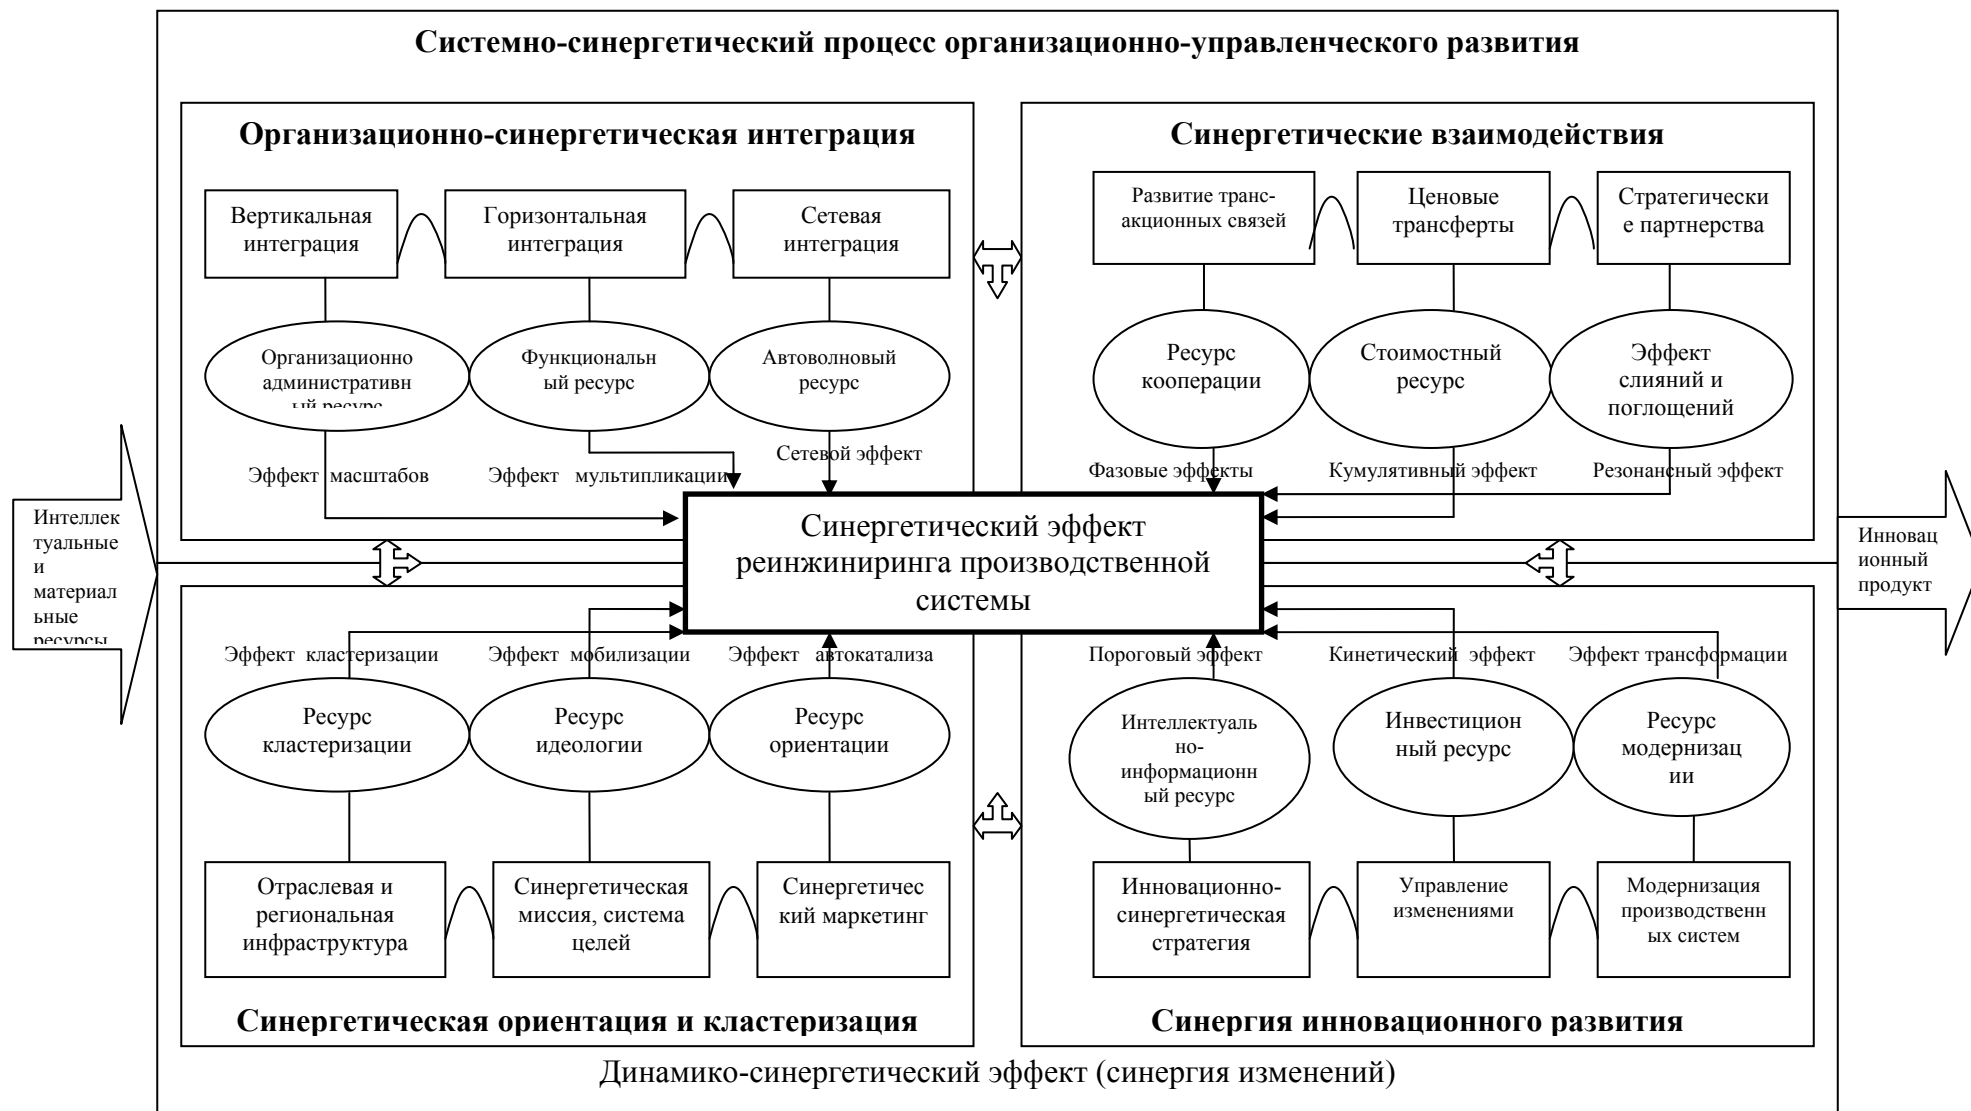 Системно-синергетический процесс организационно-управленческого развития
Организационно-синергетическая интеграция
Вертикальная
интеграция
Горизонтальная
интеграция
Сетевая
интеграция
Организационно
административн
ый ресурс
Функциональн
ый ресурс
Автоволновый
ресурс
Эффект масштабов
Эффект мультипликации
Сетевой эффект
Синергетические взаимодействия
Развитие транс-
акционных связей
Ценовые
трансферты
Стратегически
е партнерства
Ресурс
кооперации
Стоимостный
ресурс
Эффект
слияний и
поглощений
Фазовые эффекты
Кумулятивный эффект
Резонансный эффект
Интеллек
туальные
и
материал
ьные
ресурсы
Синергетический эффект
реинжиниринга производственной
системы
Инновац
ионный
продукт
Эффект кластеризации
Эффект мобилизации
Эффект автокатализа
Ресурс
кластеризации
Ресурс
идеологии
Ресурс
ориентации
Отраслевая и
региональная
инфраструктура
Синергетическая
миссия, система
целей
Синергетичес
кий маркетинг
Синергетическая ориентация и кластеризация
Пороговый эффект
Кинетический эффект
Эффект трансформации
Интеллектуаль
но-
информационн
ый ресурс
Инвестицион
ный ресурс
Ресурс
модернизац
ии
Инновационно-
синергетическая
стратегия
Управление
изменениями
Модернизация
производственн
ых систем
Синергия инновационного развития
Динамико-синергетический эффект (синергия изменений)